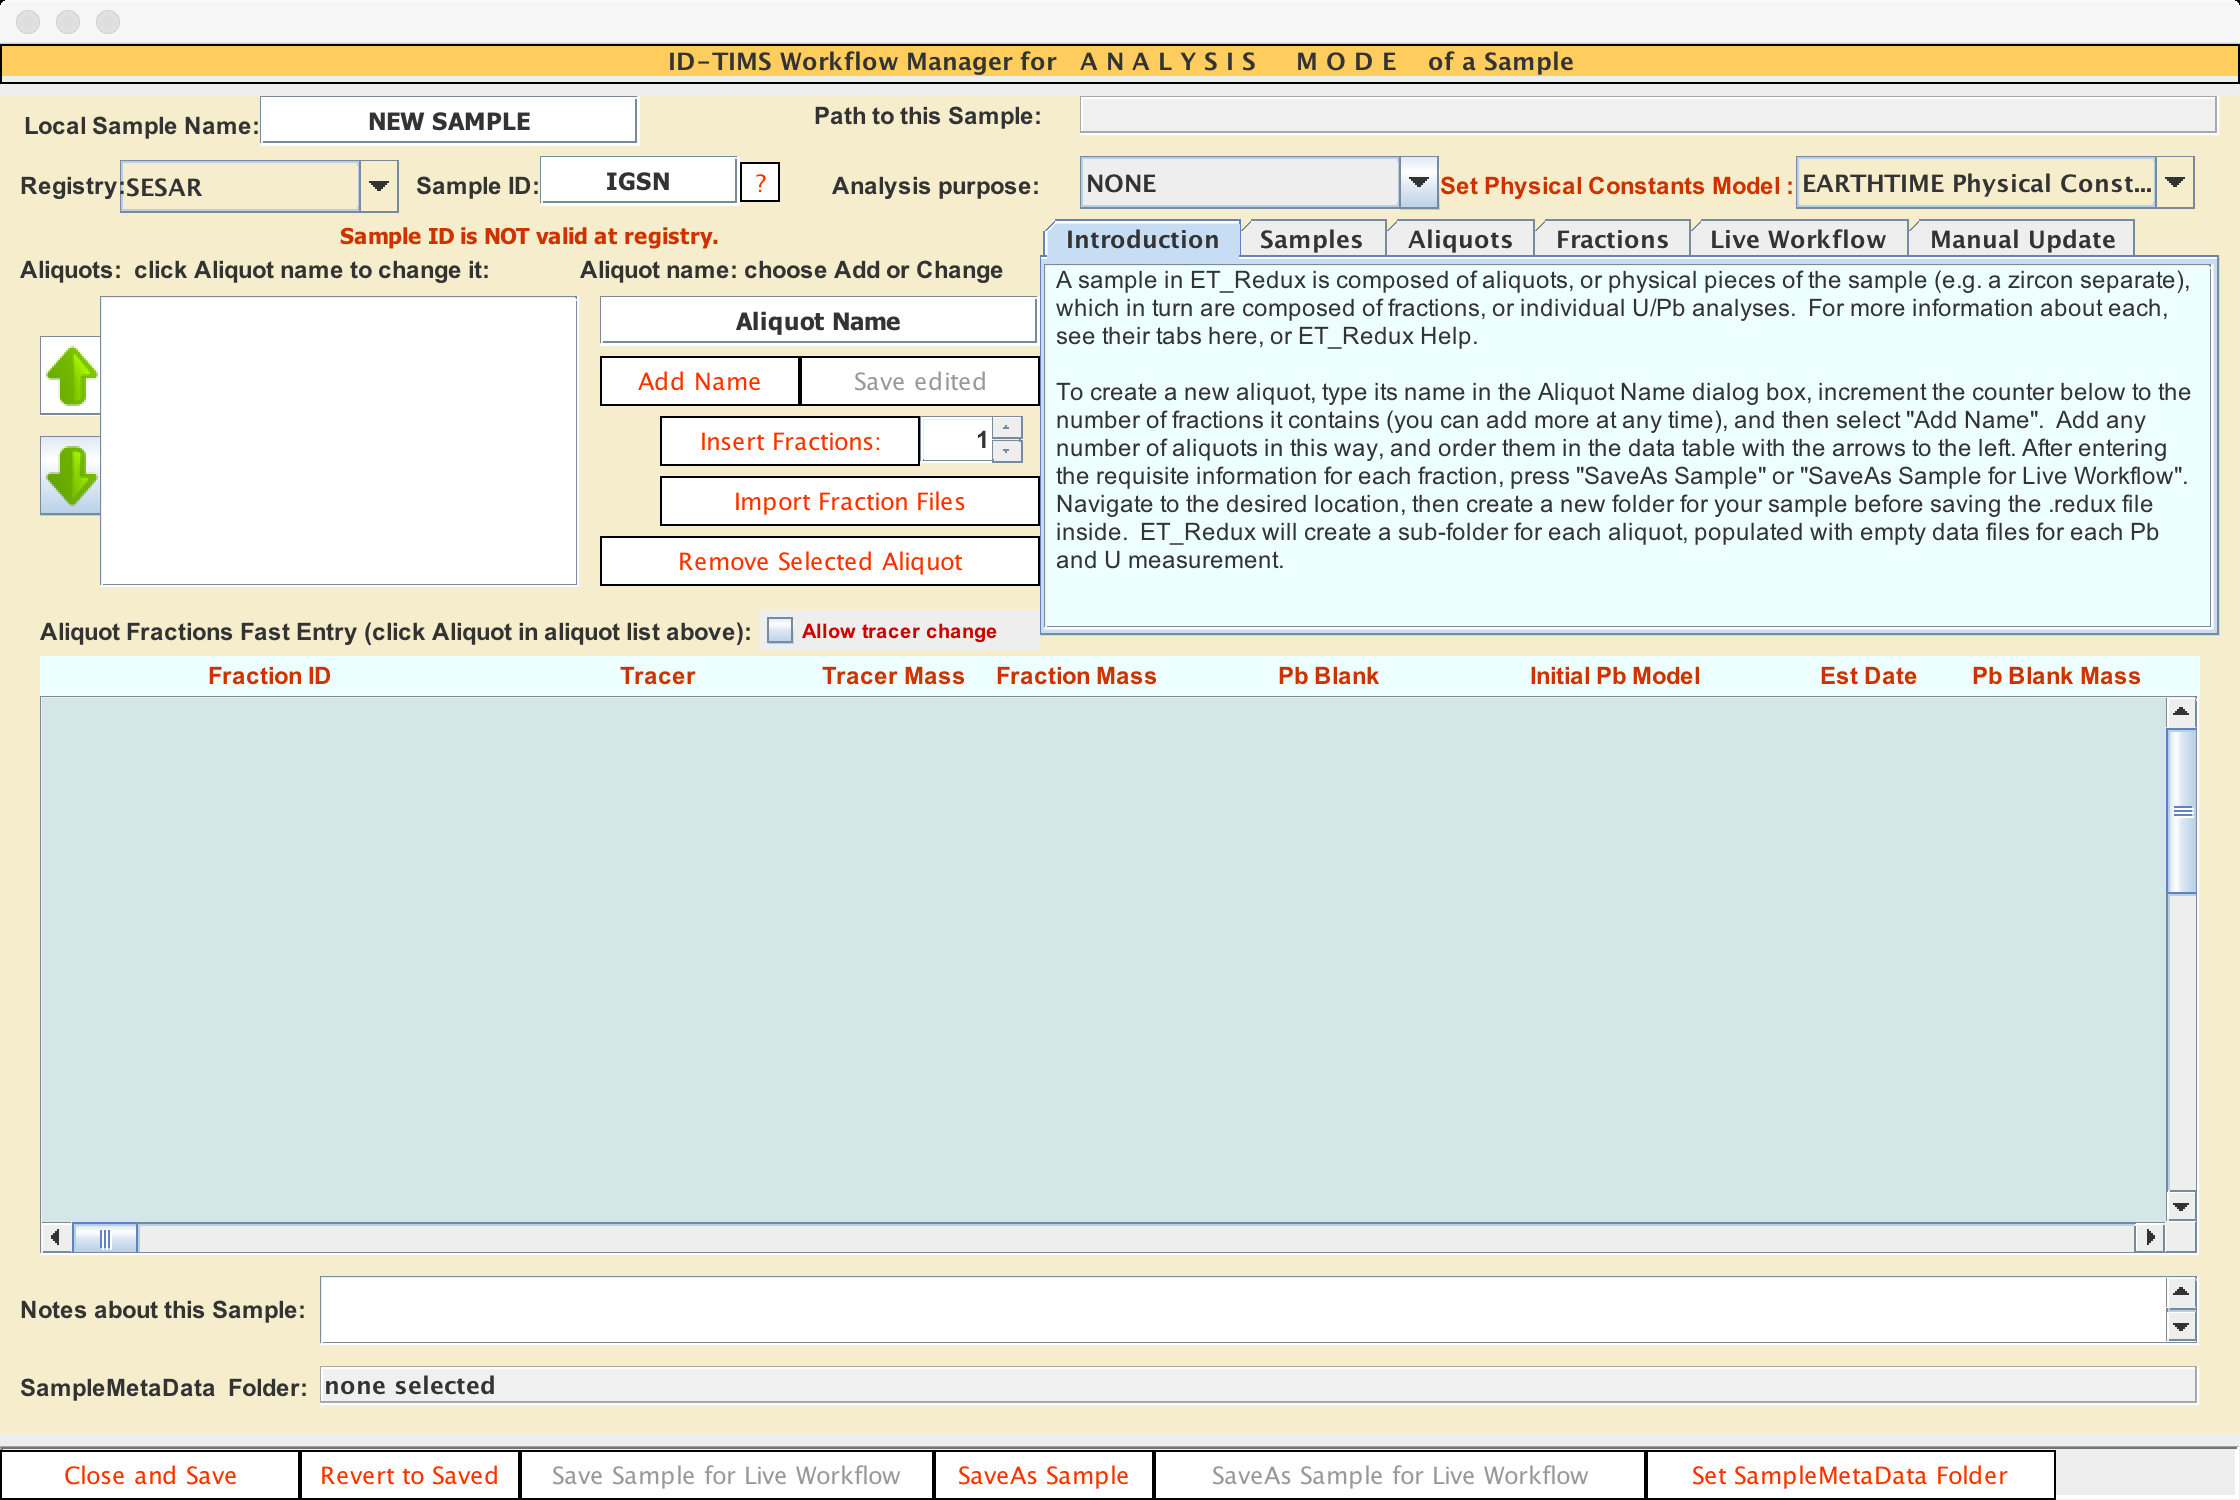 ID-TIMS Workflow Manager for A N A L Y S I S M O D E of a Sample
Local Sample Name: NEW SAMPLE Path to this Sample:
Registry: SESAR Sample ID: IGSN ? Analysis purpose: NONE Set Physical Constants Model : EARTHTIME Physical Const...
Sample ID is NOT valid at registry.
Introduction Samples Aliquots Fractions Live Workflow Manual Update
Aliquots: click Aliquot name to change it: Aliquot name: choose Add or Change
Aliquot Name
Add Name Save edited
Insert Fractions: 1
Import Fraction Files
Remove Selected Aliquot
A sample in ET_Redux is composed of aliquots, or physical pieces of the sample (e.g. a zircon separate),
which in turn are composed of fractions, or individual U/Pb analyses. For more information about each,
see their tabs here, or ET_Redux Help.
To create a new aliquot, type its name in the Aliquot Name dialog box, increment the counter below to the
number of fractions it contains (you can add more at any time), and then select "Add Name". Add any
number of aliquots in this way, and order them in the data table with the arrows to the left. After entering
the requisite information for each fraction, press "SaveAs Sample" or "SaveAs Sample for Live Workflow".
Navigate to the desired location, then create a new folder for your sample before saving the .redux file
inside. ET_Redux will create a sub-folder for each aliquot, populated with empty data files for each Pb
and U measurement.
Aliquot Fractions Fast Entry (click Aliquot in aliquot list above): Allow tracer change
Fraction ID Tracer Tracer Mass Fraction Mass Pb Blank Initial Pb Model Est Date Pb Blank Mass
Notes about this Sample:
SampleMetaData Folder: none selected
Close and Save Revert to Saved Save Sample for Live Workflow SaveAs Sample SaveAs Sample for Live Workflow Set SampleMetaData Folder